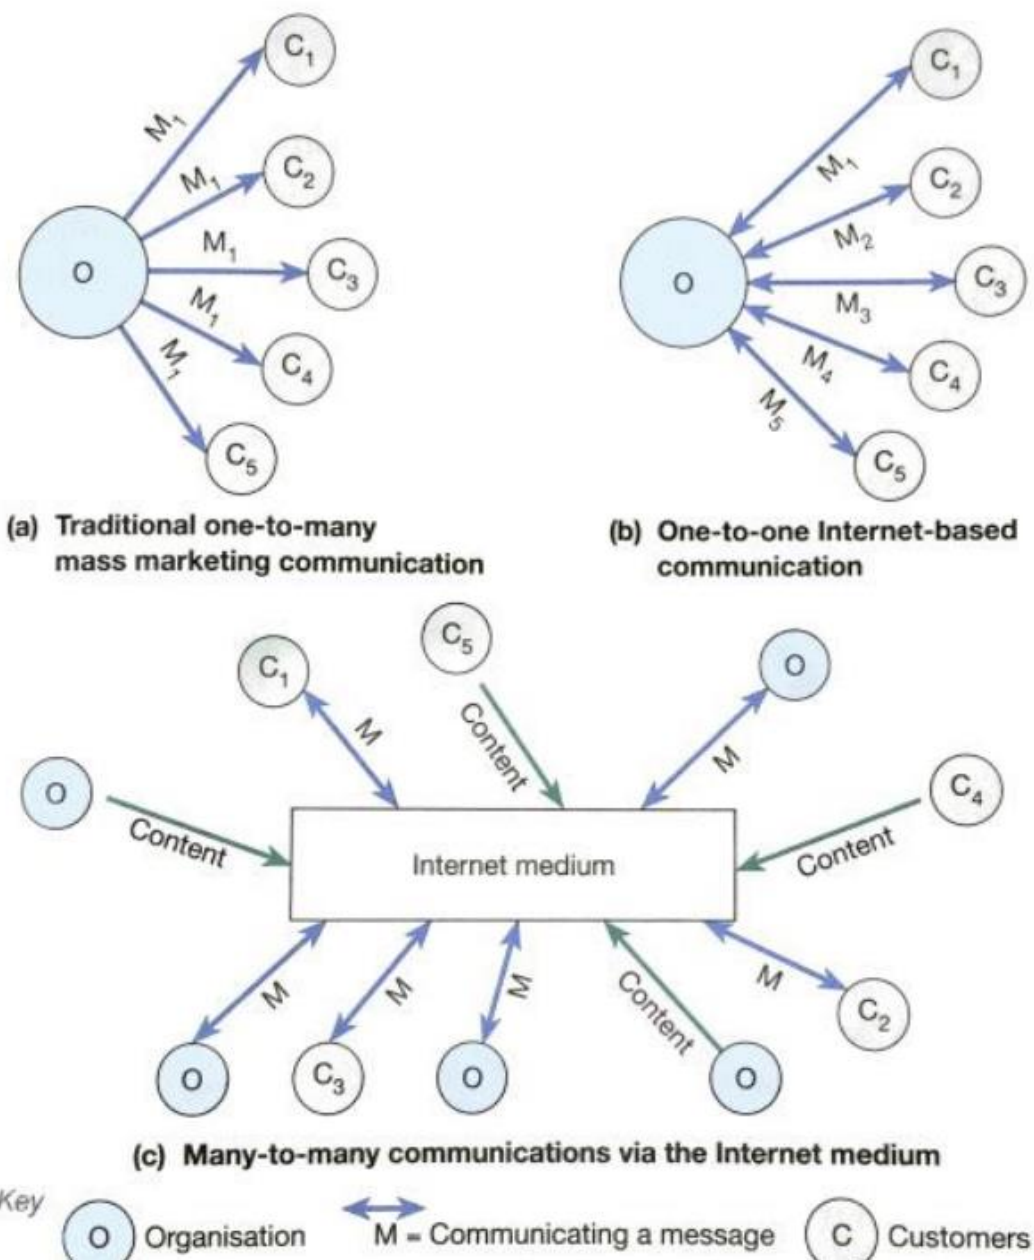 C₁
M₁
C₂
M₁
O
M₁
C₃
M₁
C₄
M₁
C₅
(a) Traditional one-to-many
mass marketing communication
C₁
M₁
C₂
M₂
O
C₃
M₃
M₄
C₄
M₅
C₅
(b) One-to-one Internet-based
communication
C₅
C₁
O
M
Content
M
O
C₄
Content
Content
Internet medium
M
M
M
Content
M
C₂
O
C₃
O
O
(c) Many-to-many communications via the Internet medium
Key
O Organisation
M = Communicating a message
C Customers